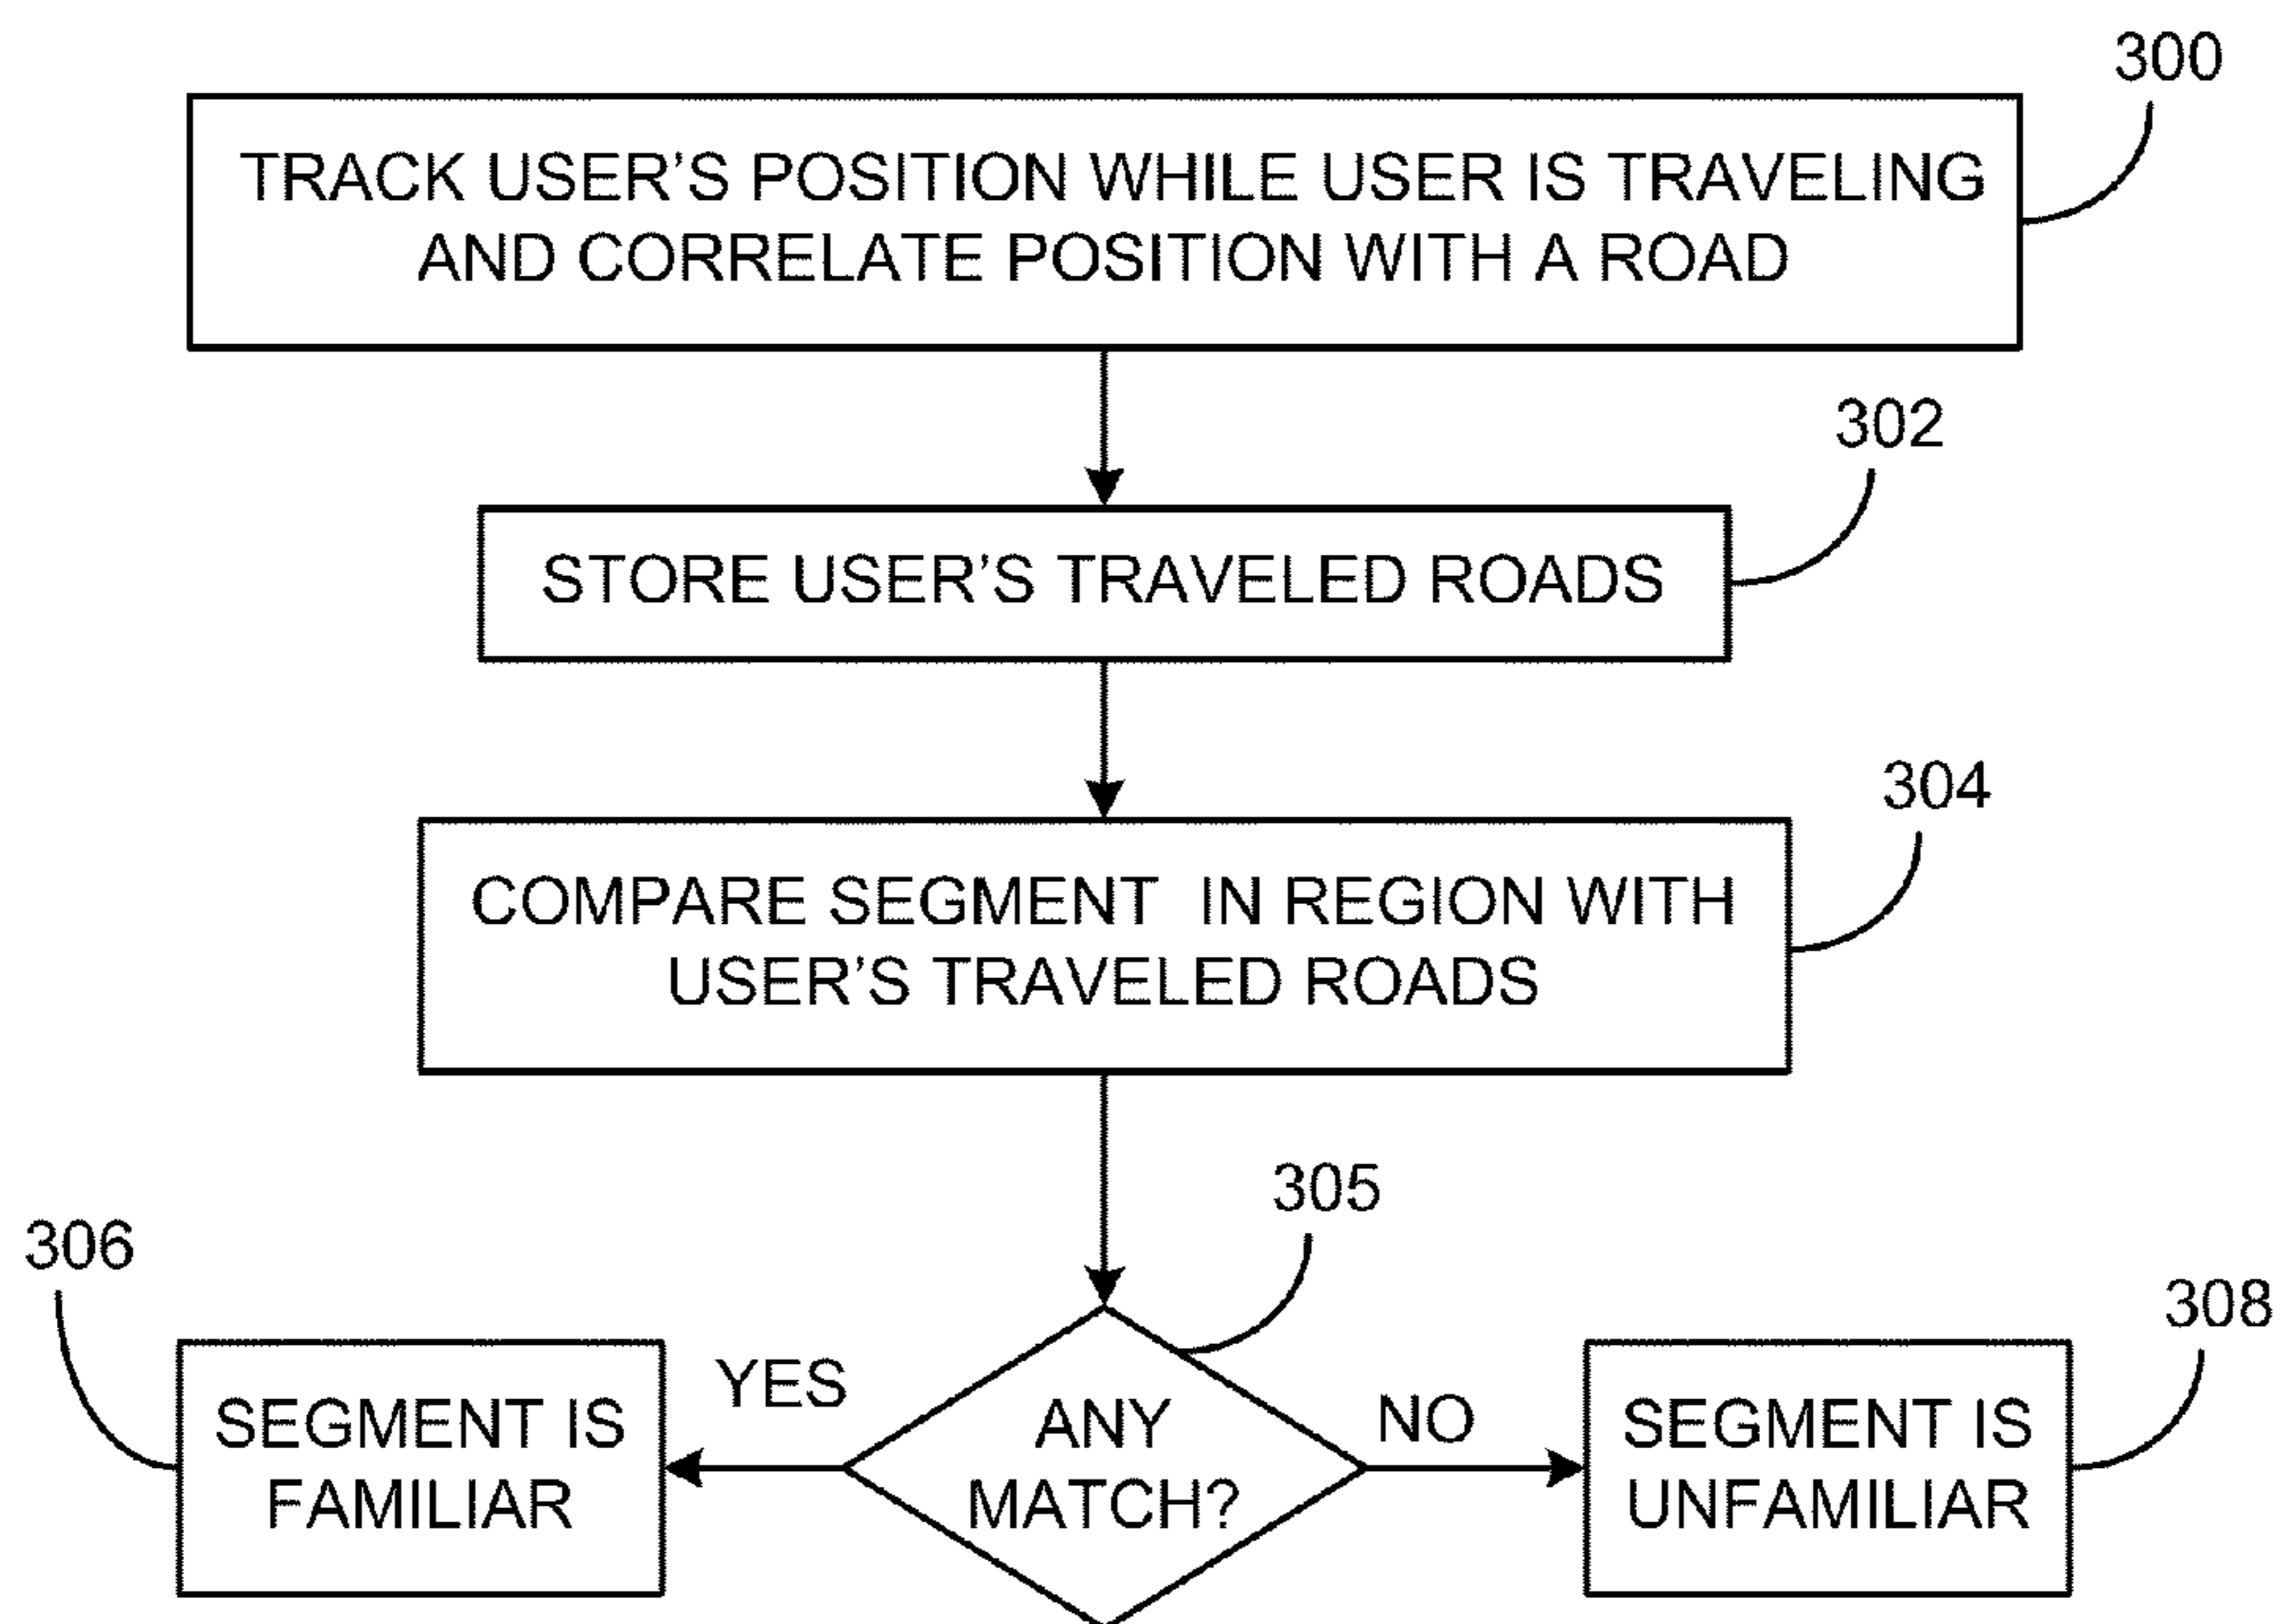 300
TRACK USER'S POSITION WHILE USER IS TRAVELING
AND CORRELATE POSITION WITH A ROAD
302
STORE USER'S TRAVELED ROADS
304
COMPARE SEGMENT IN REGION WITH
USER'S TRAVELED ROADS
305
306
308
YES
NO
SEGMENT IS
FAMILIAR
ANY
MATCH?
SEGMENT IS
UNFAMILIAR